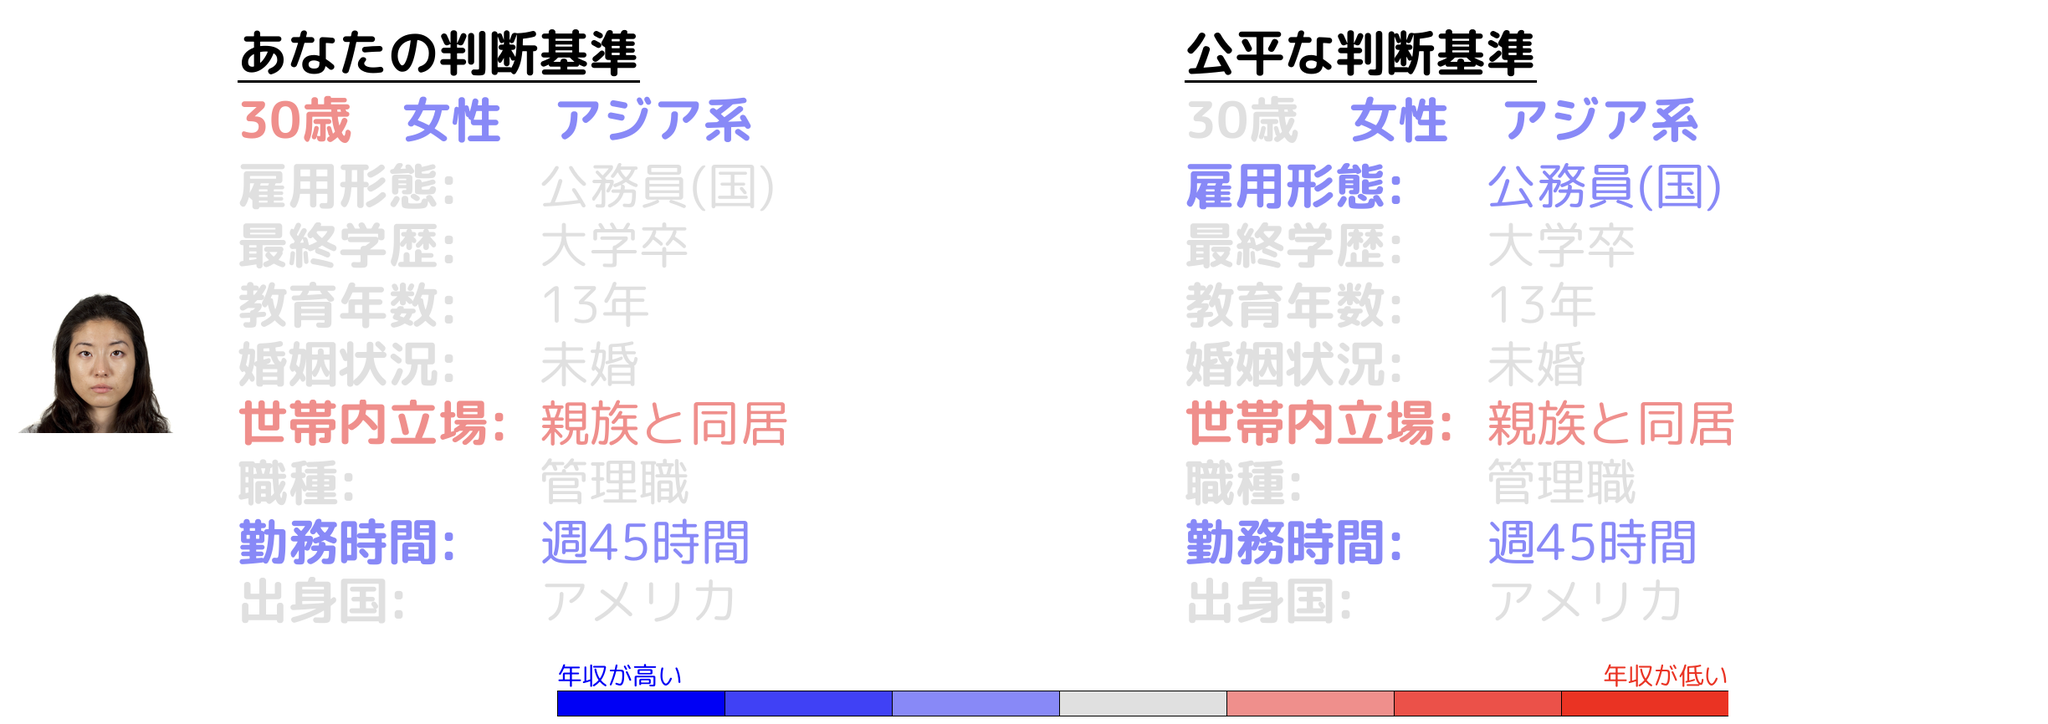 あなたの判断基準
30歳 女性 アジア系
雇用形態: 公務員(国)
最終学歴: 大学卒
教育年数: 13年
婚姻状況: 未婚
世帯内立場: 親族と同居
職種: 管理職
勤務時間: 週45時間
出身国: アメリカ
公平な判断基準
30歳 女性 アジア系
雇用形態: 公務員(国)
最終学歴: 大学卒
教育年数: 13年
婚姻状況: 未婚
世帯内立場: 親族と同居
職種: 管理職
勤務時間: 週45時間
出身国: アメリカ
年収が高い
年収が低い